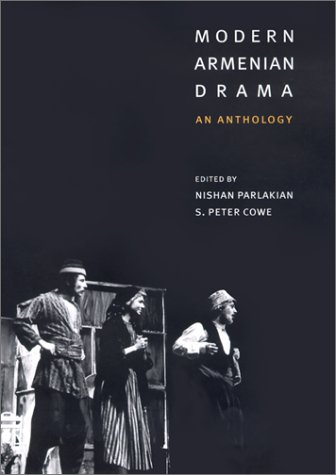 MODERN
ARMENIAN
DRAMA
AN ANTHOLOGY
EDITED BY
NISHAN PARLAKIAN
S. PETER COWE